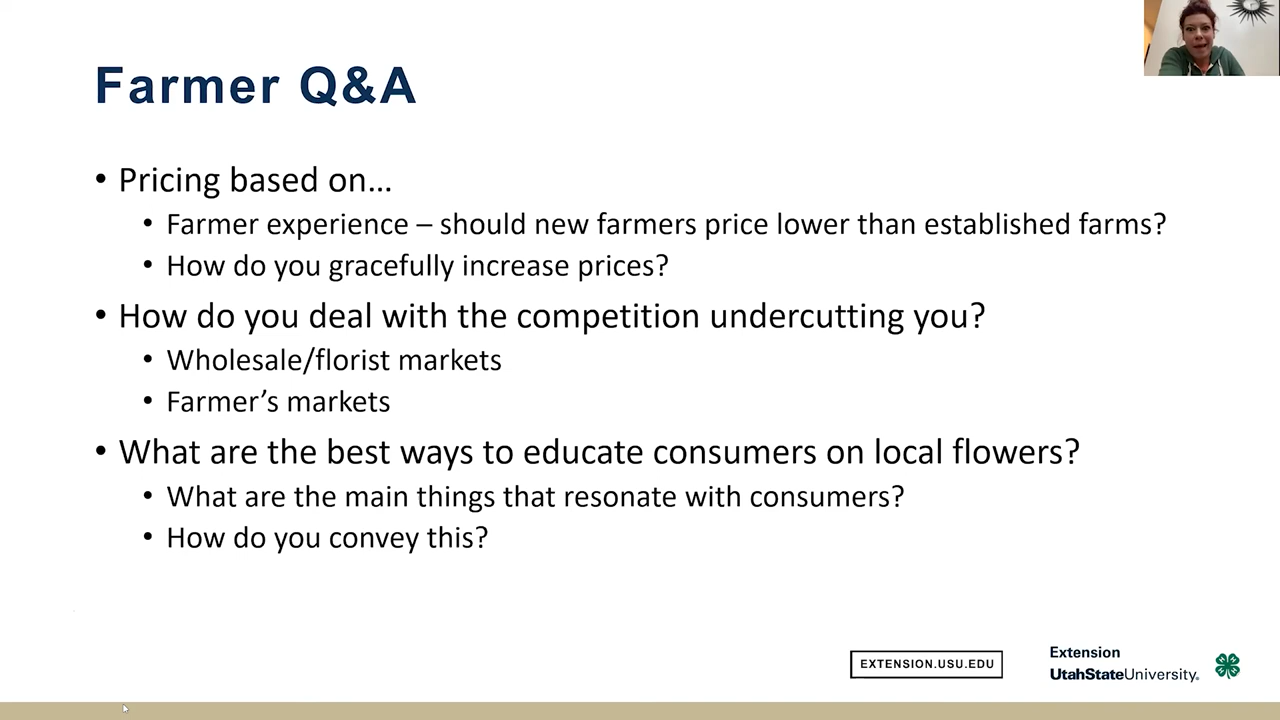 Farmer Q&A
• Pricing based on...
• Farmer experience – should new farmers price lower than established farms?
• How do you gracefully increase prices?
• How do you deal with the competition undercutting you?
• Wholesale/florist markets
• Farmer’s markets
• What are the best ways to educate consumers on local flowers?
• What are the main things that resonate with consumers?
• How do you convey this?
EXTENSION.USU.EDU
Extension
UtahStateUniversity.